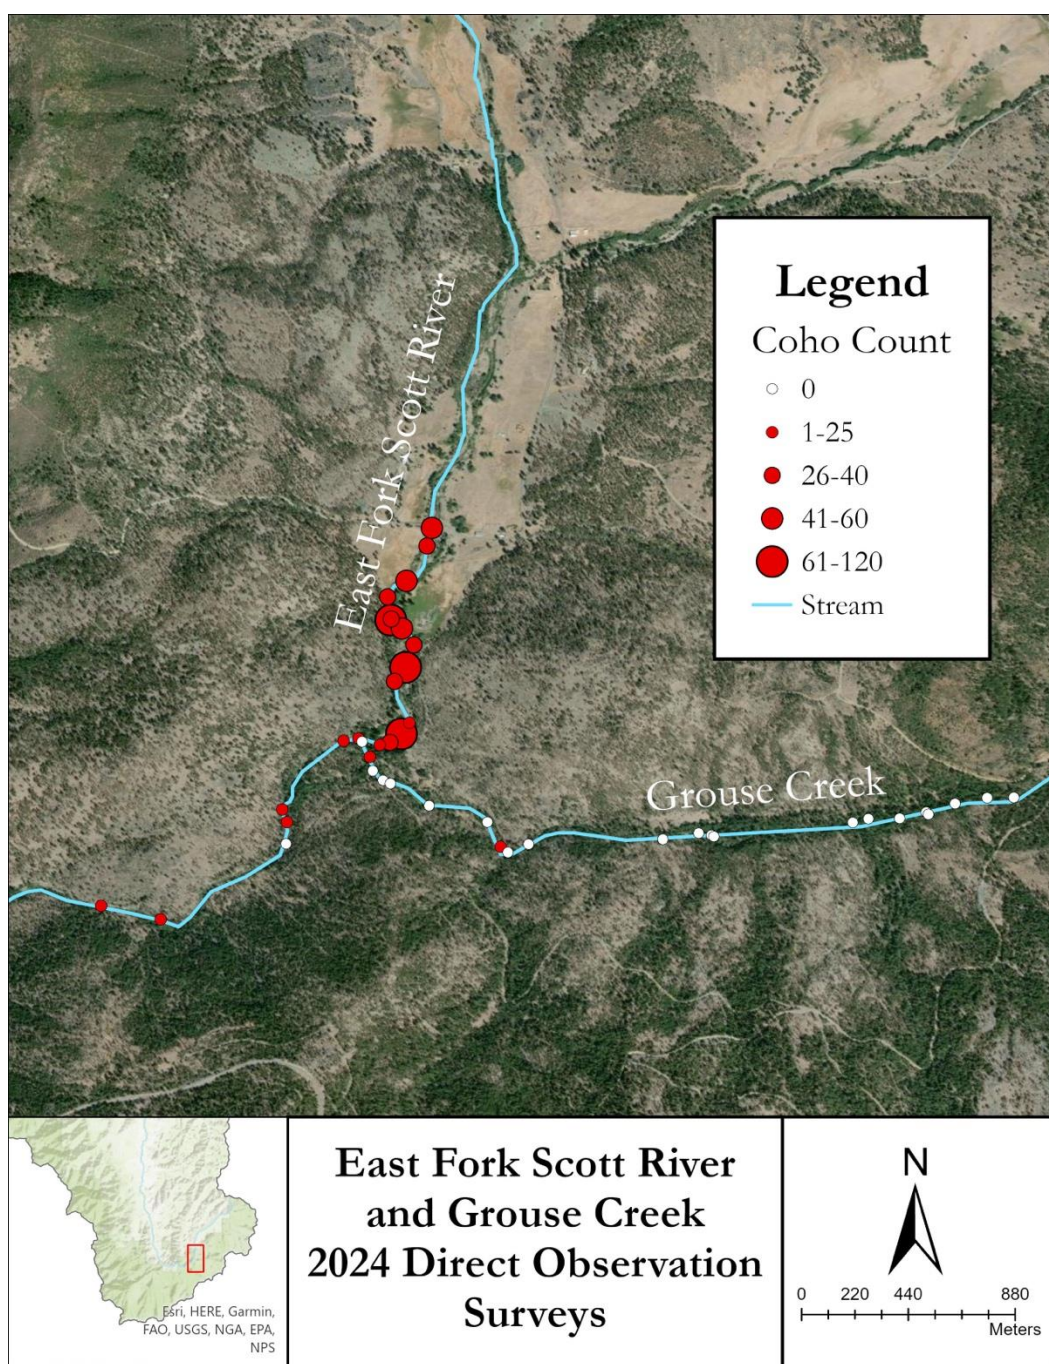 East Fork Scott River
Grouse Creek
Legend
Coho Count
0
1-25
26-40
41-60
61-120
Stream
Esri, HERE, Garmin,
FAO, USGS, NGA, EPA,
NPS
East Fork Scott River
and Grouse Creek
2024 Direct Observation
Surveys
N
0 220 440 880
Meters